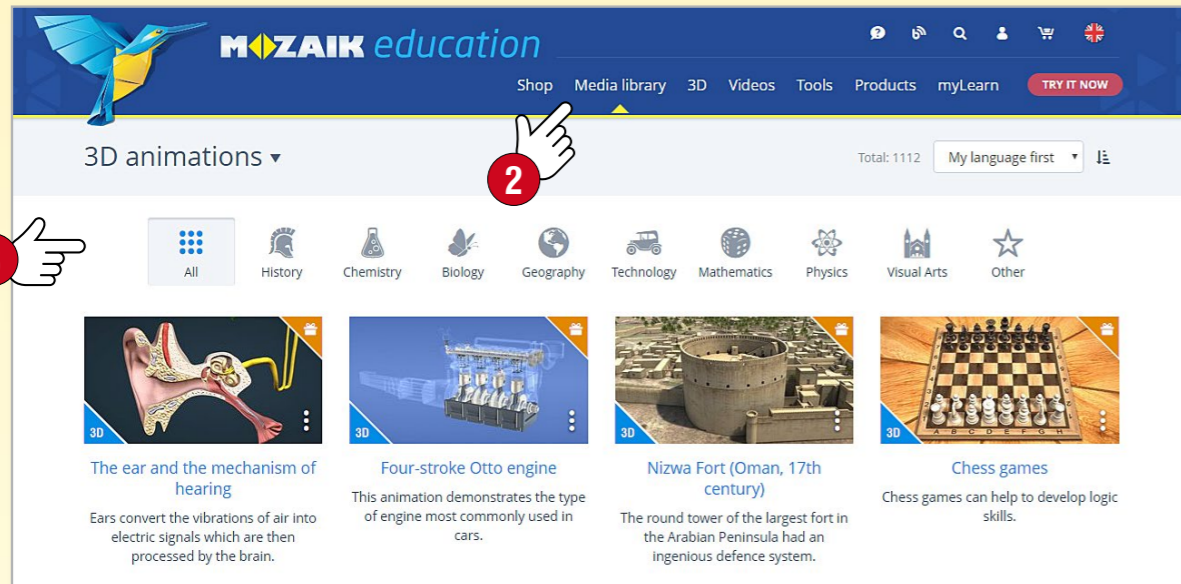 MOZAIK education
Shop Media library 3D Videos Tools Products myLearn TRY IT NOW
2
3D animations
Total: 1112 My language first
All History Chemistry Biology Geography Technology Mathematics Physics Visual Arts Other
3D 3D 3D 3D
A B C D E F G H
The ear and the mechanism of
hearing
Ears convert the vibrations of air into
electric signals which are then
processed by the brain.
Four-stroke Otto engine
This animation demonstrates the type
of engine most commonly used in
cars.
Nizwa Fort (Oman, 17th
century)
The round tower of the largest fort in
the Arabian Peninsula had an
ingenious defence system.
Chess games
Chess games can help to develop logic
skills.